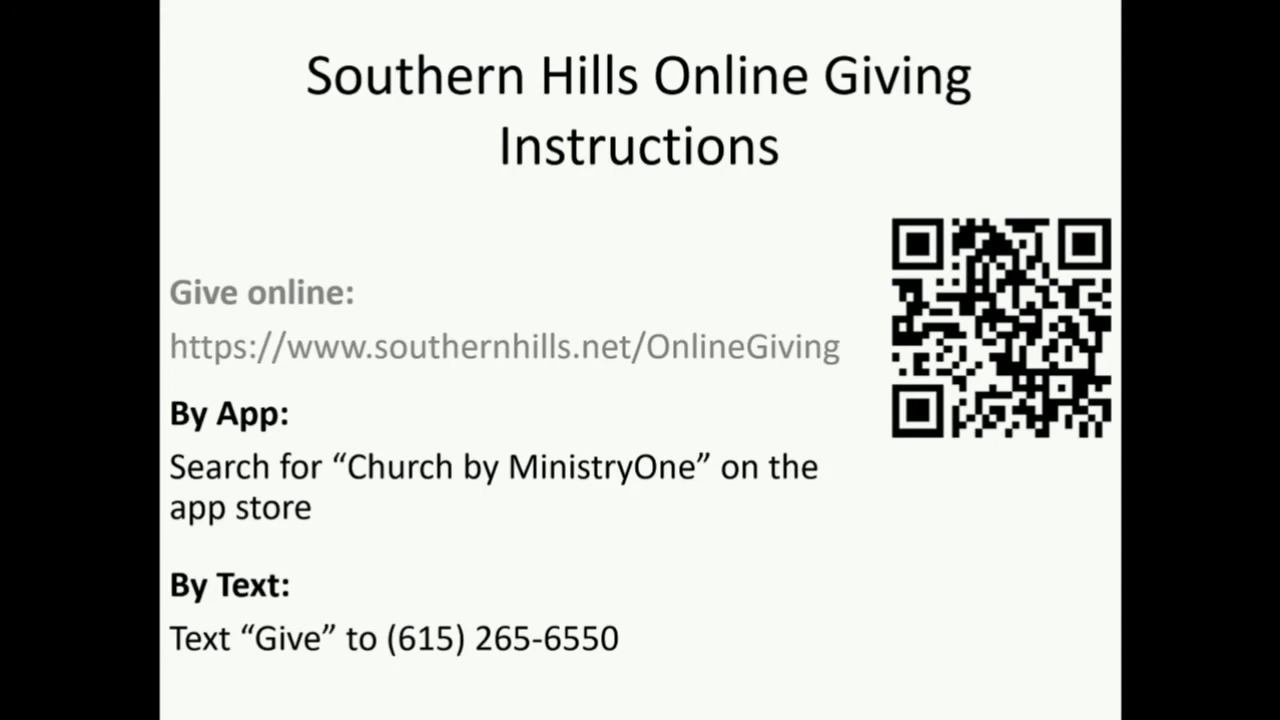 Southern Hills Online Giving
Instructions
Give online:
https://www.southernhills.net/OnlineGiving
By App:
Search for “Church by MinistryOne” on the
app store
By Text:
Text “Give” to (615) 265-6550